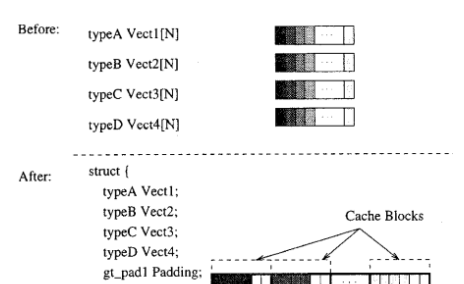 Before:
typeA Vect1[N]
typeB Vect2[N]
typeC Vect3[N]
typeD Vect4[N]
After:
struct {
typeA Vect1;
typeB Vect2;
typeC Vect3;
typeD Vect4;
gt_pad1 Padding;
Cache Blocks